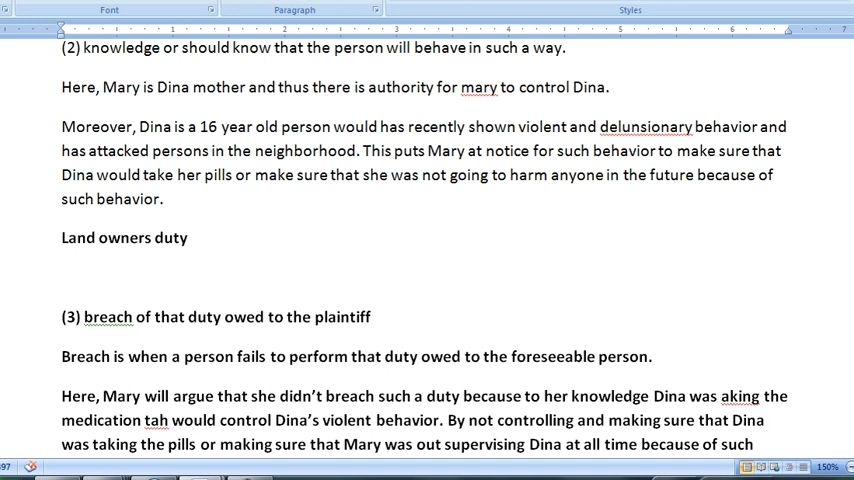 Font
Paragraph
Styles
1 2 3 4 5 6 7
(2) knowledge or should know that the person will behave in such a way.
Here, Mary is Dina mother and thus there is authority for mary to control Dina.
Moreover, Dina is a 16 year old person would has recently shown violent and delunsionary behavior and
has attacked persons in the neighborhood. This puts Mary at notice for such behavior to make sure that
Dina would take her pills or make sure that she was not going to harm anyone in the future because of
such behavior.
Land owners duty
(3) breach of that duty owed to the plaintiff
Breach is when a person fails to perform that duty owed to the foreseeable person.
Here, Mary will argue that she didn’t breach such a duty because to her knowledge Dina was aking the
medication tah would control Dina’s violent behavior. By not controlling and making sure that Dina
was taking the pills or making sure that Mary was out supervising Dina at all time because of such
97
150%